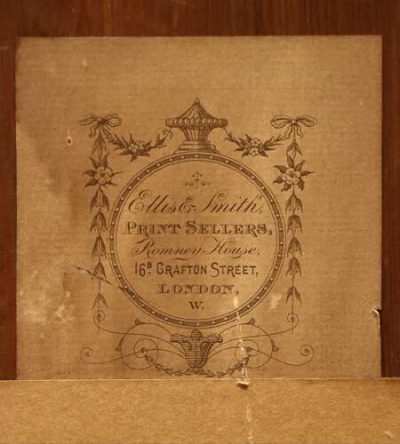 Ellis & Smith,
PRINT SELLERS,
Romney House,
16B GRAFTON STREET,
LONDON,
W.